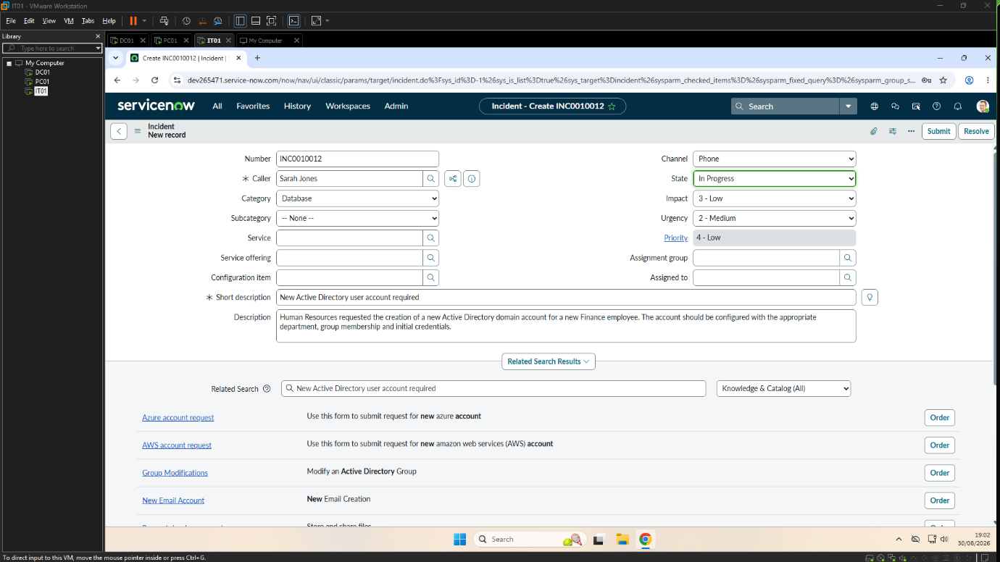 IT01 - VMware Workstation
File Edit View VM Tabs Help
Library
Type here to search
My Computer
DC01
PC01
IT01
DC01 PC01 IT01 My Computer
Create INC0010012 | Incident |
dev265471.service-now.com/now/nav/ui/classic/params/target/incident.do%3Fsys_id%3D-1%26sys_is_list%3Dtrue%26sys_target%3Dincident%26sysparm_checked_items%3D%26sysparm_fixed_query%3D%26sysparm_group_s...
servicenow All Favorites History Workspaces Admin Incident - Create INC0010012 Search
Incident
New record
Submit Resolve
Number INC0010012 Channel Phone
* Caller Sarah Jones State In Progress
Category Database Impact 3 - Low
Subcategory -- None -- Urgency 2 - Medium
Service Priority 4 - Low
Service offering Assignment group
Configuration item Assigned to
* Short description New Active Directory user account required
Description Human Resources requested the creation of a new Active Directory domain account for a new Finance employee. The account should be configured with the appropriate
department, group membership and initial credentials.
Related Search Results
Related Search New Active Directory user account required Knowledge & Catalog (All)
Azure account request Use this form to submit request for new azure account Order
AWS account request Use this form to submit request for new amazon web services (AWS) account Order
Group Modifications Modify an Active Directory Group Order
New Email Account New Email Creation Order
Store and share files
Search
19:02
30/08/2026
To direct input to this VM, move the mouse pointer inside or press Ctrl+G.